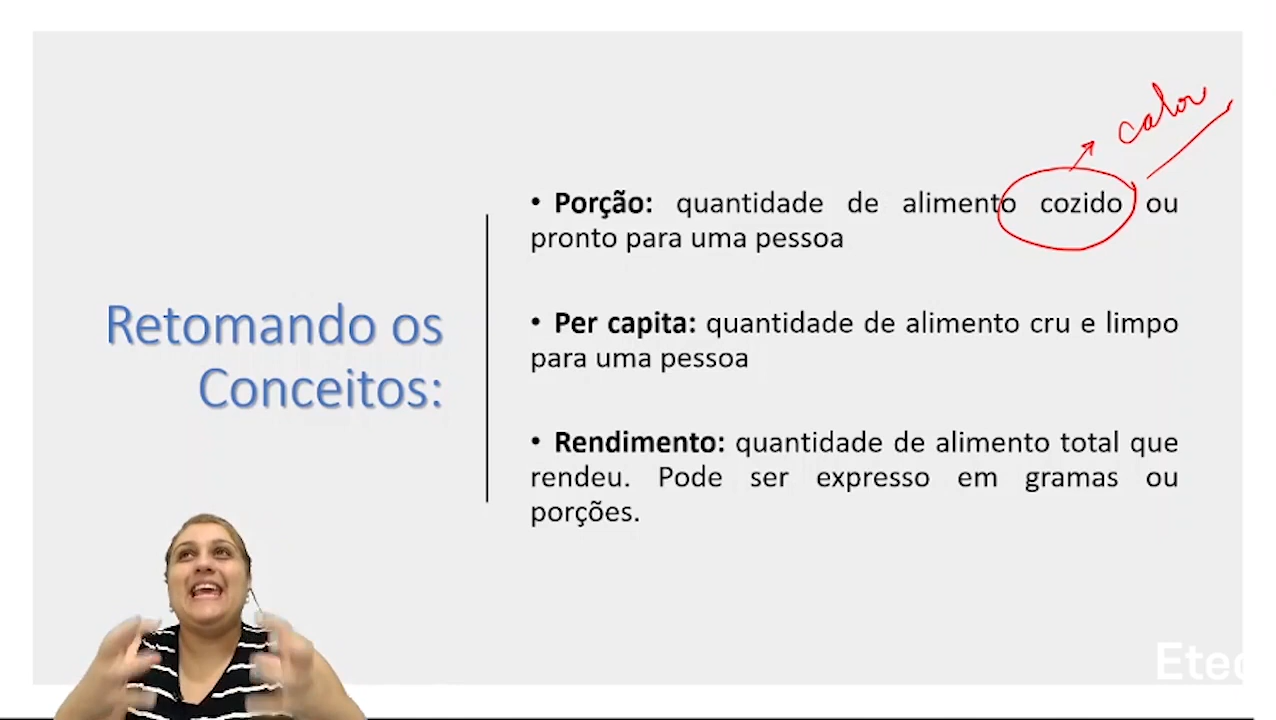 calor
• Porção: quantidade de alimento cozido ou
pronto para uma pessoa
• Per capita: quantidade de alimento cru e limpo
para uma pessoa
Retomando os
Conceitos:
• Rendimento: quantidade de alimento total que
rendeu. Pode ser expresso em gramas ou
porções.
Etec